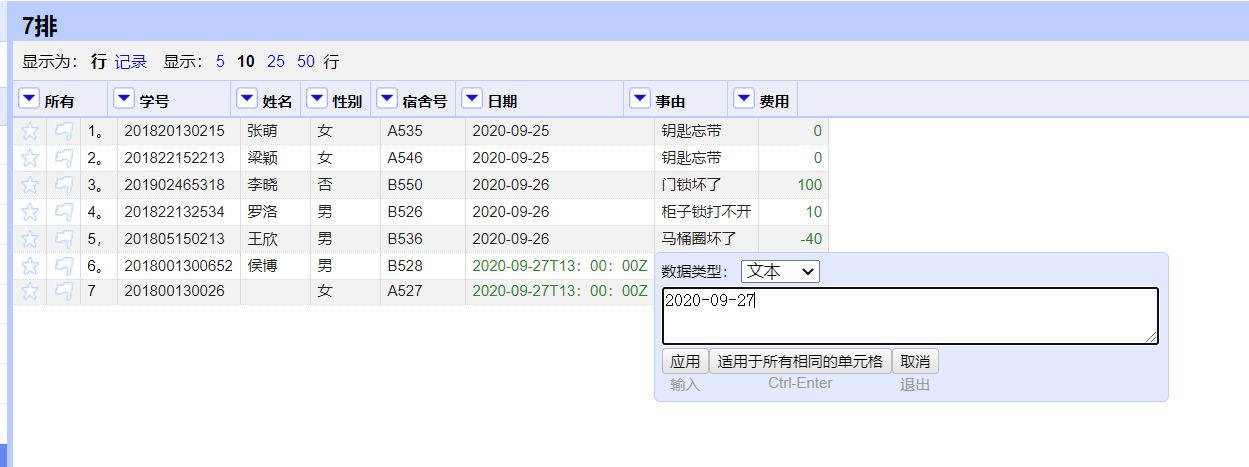 7排
显示为： 行 记录 显示： 5 10 25 50 行
所有 学号 姓名 性别 宿舍号 日期 事由 费用
1。 201820130215 张萌 女 A535 2020-09-25 钥匙忘带 0
2。 201822152213 梁颖 女 A546 2020-09-25 钥匙忘带 0
3。 201902465318 李晓 否 B550 2020-09-26 门锁坏了 100
4。 201822132534 罗洛 男 B526 2020-09-26 柜子锁打不开 10
5， 201805150213 王欣 男 B536 2020-09-26 马桶圈坏了 -40
6。 2018001300652 侯博 男 B528 2020-09-27T13：00：00Z
7 201800130026 女 A527 2020-09-27T13：00：00Z
数据类型： 文本
2020-09-27
应用 适用于所有相同的单元格 取消
输入 Ctrl-Enter 退出